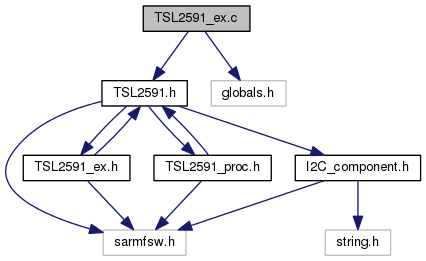 TSL2591_ex.c
TSL2591.h
globals.h
TSL2591_ex.h
TSL2591_proc.h
I2C_component.h
sarmfsw.h
string.h